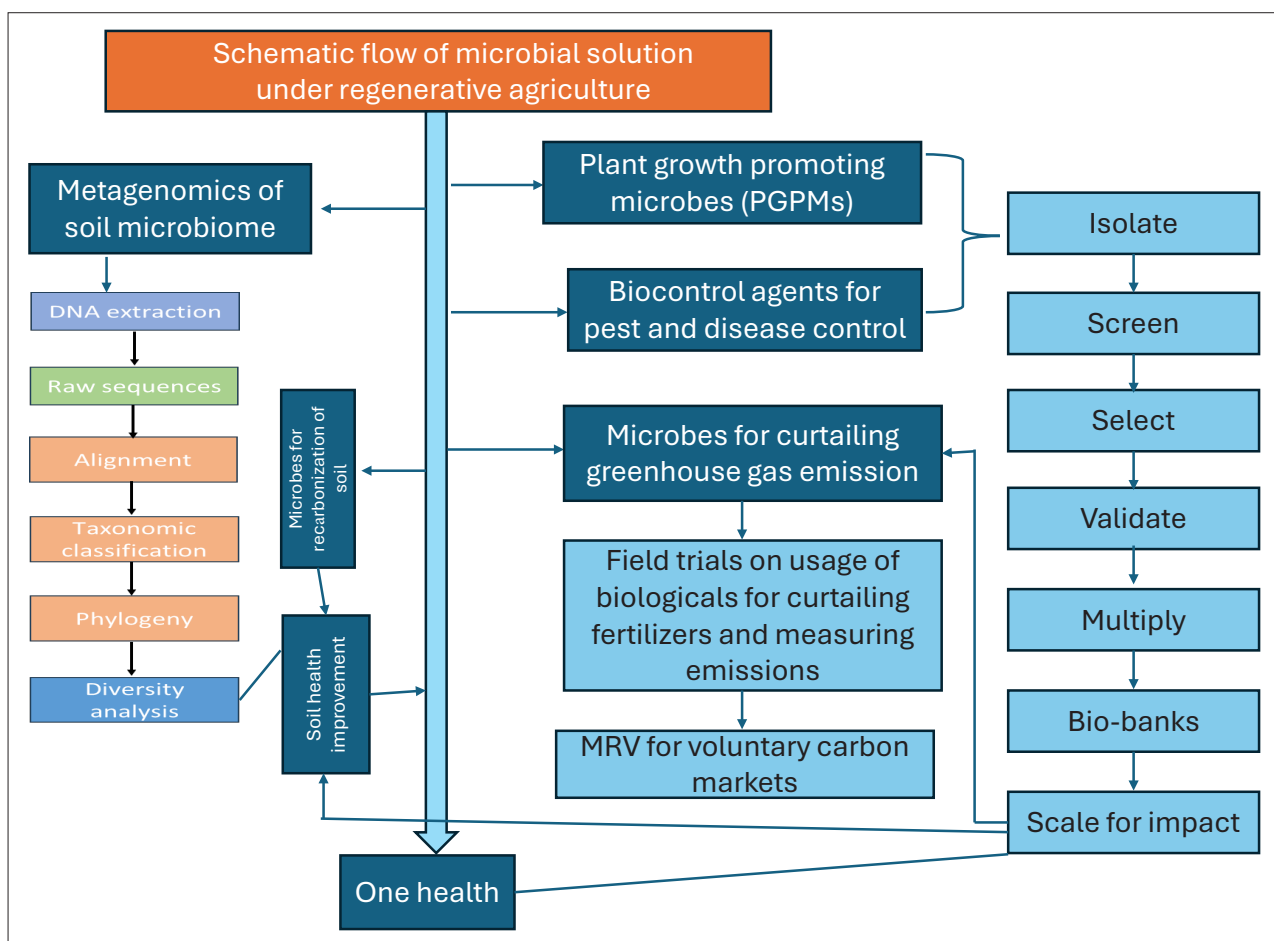 Schematic flow of microbial solution
under regenerative agriculture
Metagenomics of
soil microbiome
DNA extraction
Raw sequences
Alignment
Taxonomic
classification
Phylogeny
Diversity
analysis
Microbes for
recarbonization of
soil
Soil health
improvement
Plant growth promoting
microbes (PGPMs)
Biocontrol agents for
pest and disease control
Microbes for curtailing
greenhouse gas emission
Field trials on usage of
biologicals for curtailing
fertilizers and measuring
emissions
MRV for voluntary carbon
markets
Isolate
Screen
Select
Validate
Multiply
Bio-banks
Scale for impact
One health